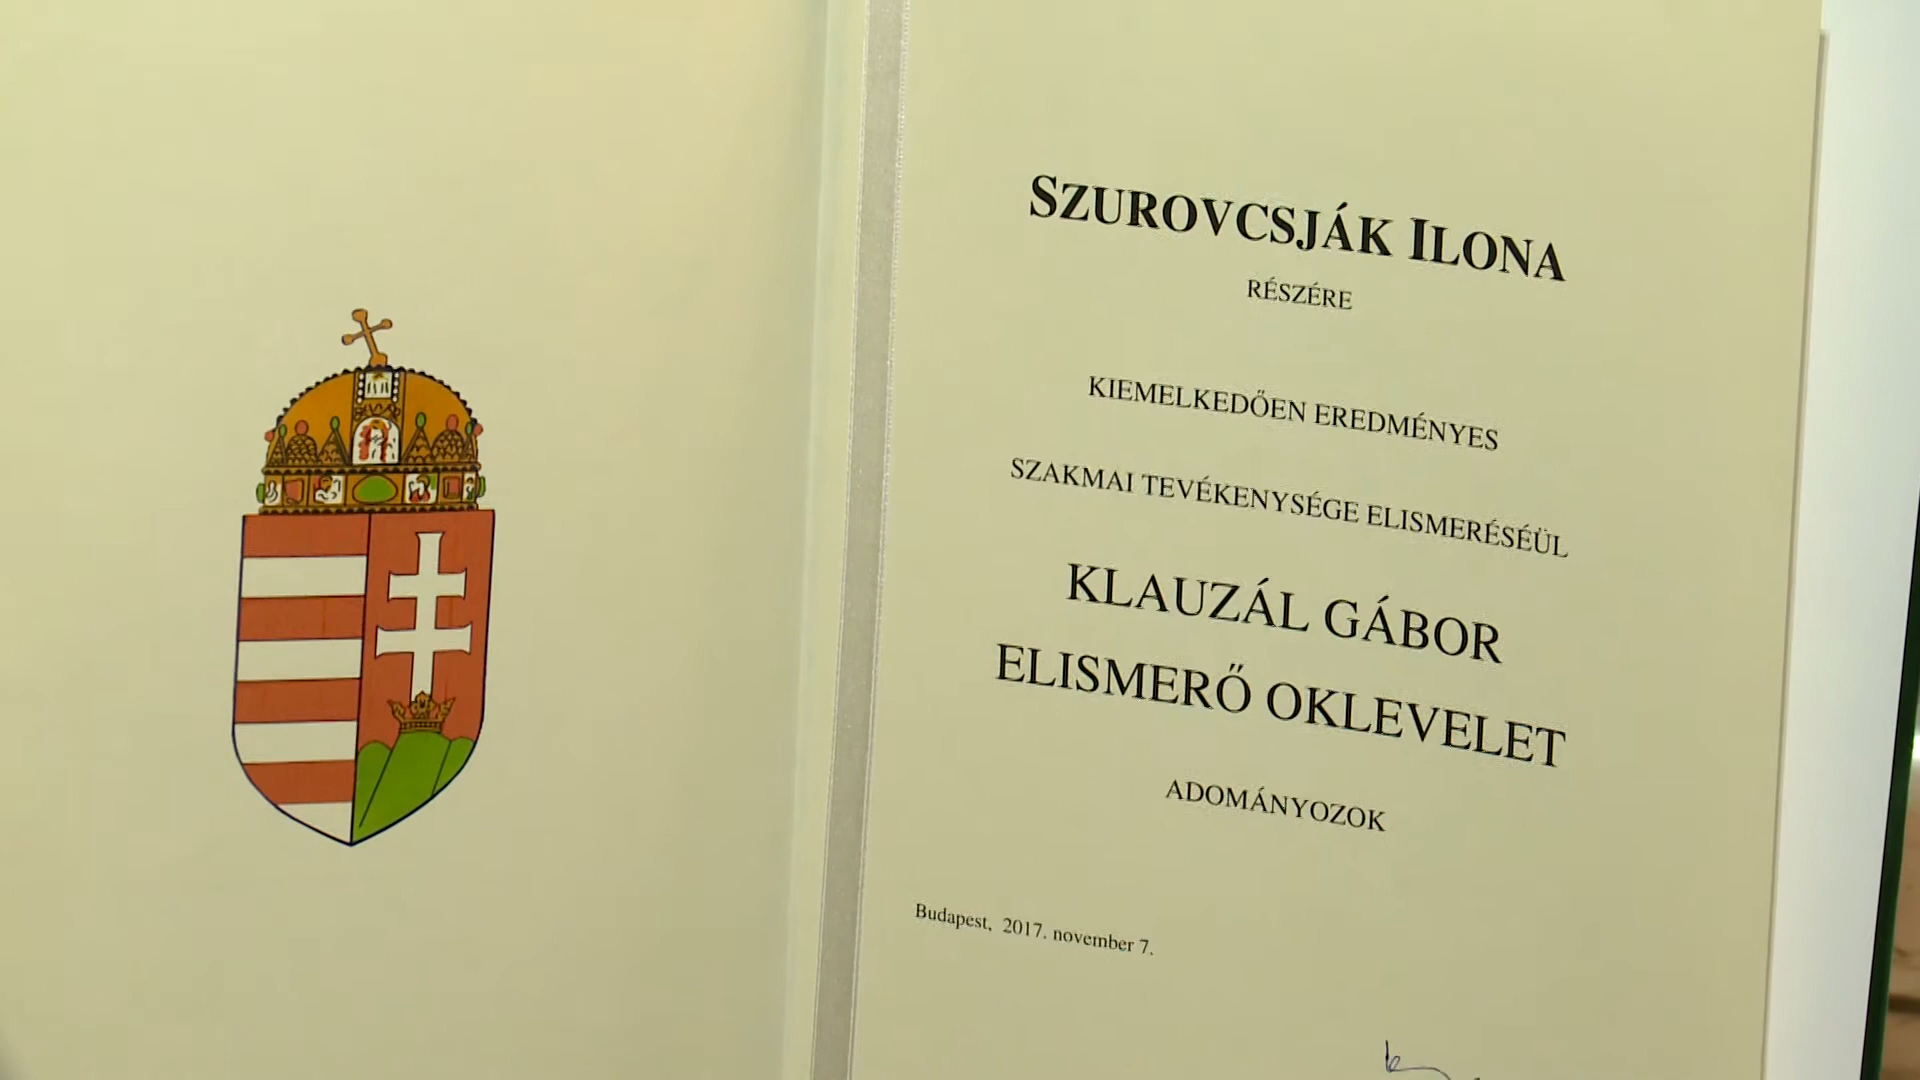 SZUROVCSJÁK ILONA
RÉSZÉRE
KIEMELKEDŐEN EREDMÉNYES
SZAKMAI TEVÉKENYSÉGE ELISMERÉSÉÜL
KLAUZÁL GÁBOR
ELISMERŐ OKLEVELET
ADOMÁNYOZOK
Budapest, 2017. november 7.